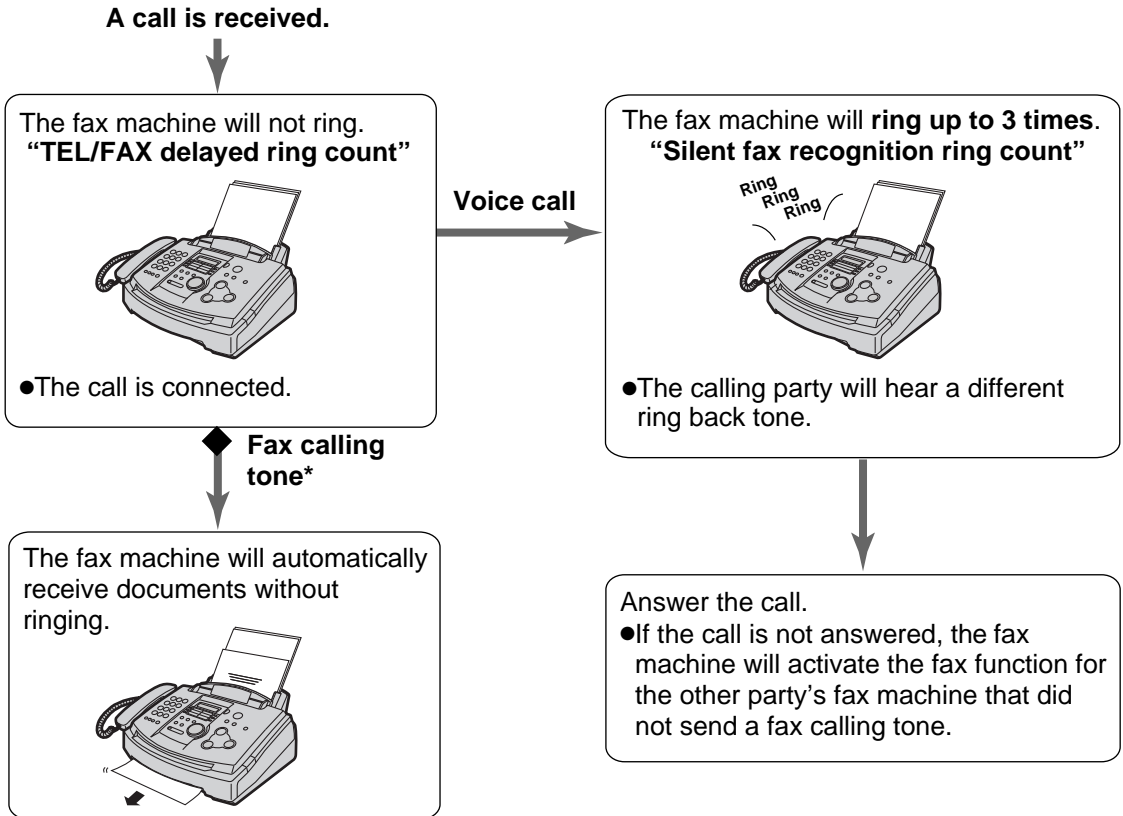 A call is received.
The fax machine will not ring.
“TEL/FAX delayed ring count”
●The call is connected.
Voice call
The fax machine will ring up to 3 times.
“Silent fax recognition ring count”
Ring
Ring
Ring
●The calling party will hear a different
ring back tone.
Fax calling
tone*
The fax machine will automatically
receive documents without
ringing.
Answer the call.
●If the call is not answered, the fax
machine will activate the fax function for
the other party’s fax machine that did
not send a fax calling tone.